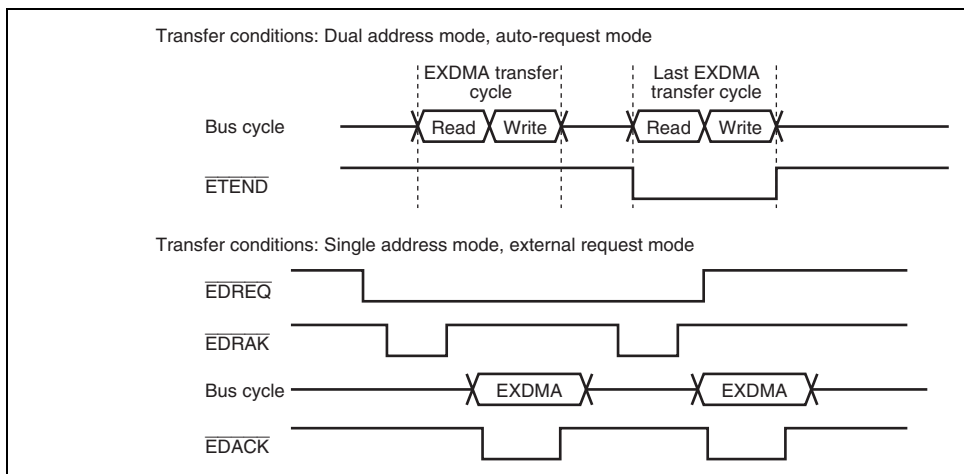 Transfer conditions: Dual address mode, auto-request mode
EXDMA transfer
cycle
Last EXDMA
transfer cycle
Bus cycle
Read
Write
Read
Write
ETEND
Transfer conditions: Single address mode, external request mode
EDREQ
EDRAK
Bus cycle
EXDMA
EXDMA
EDACK